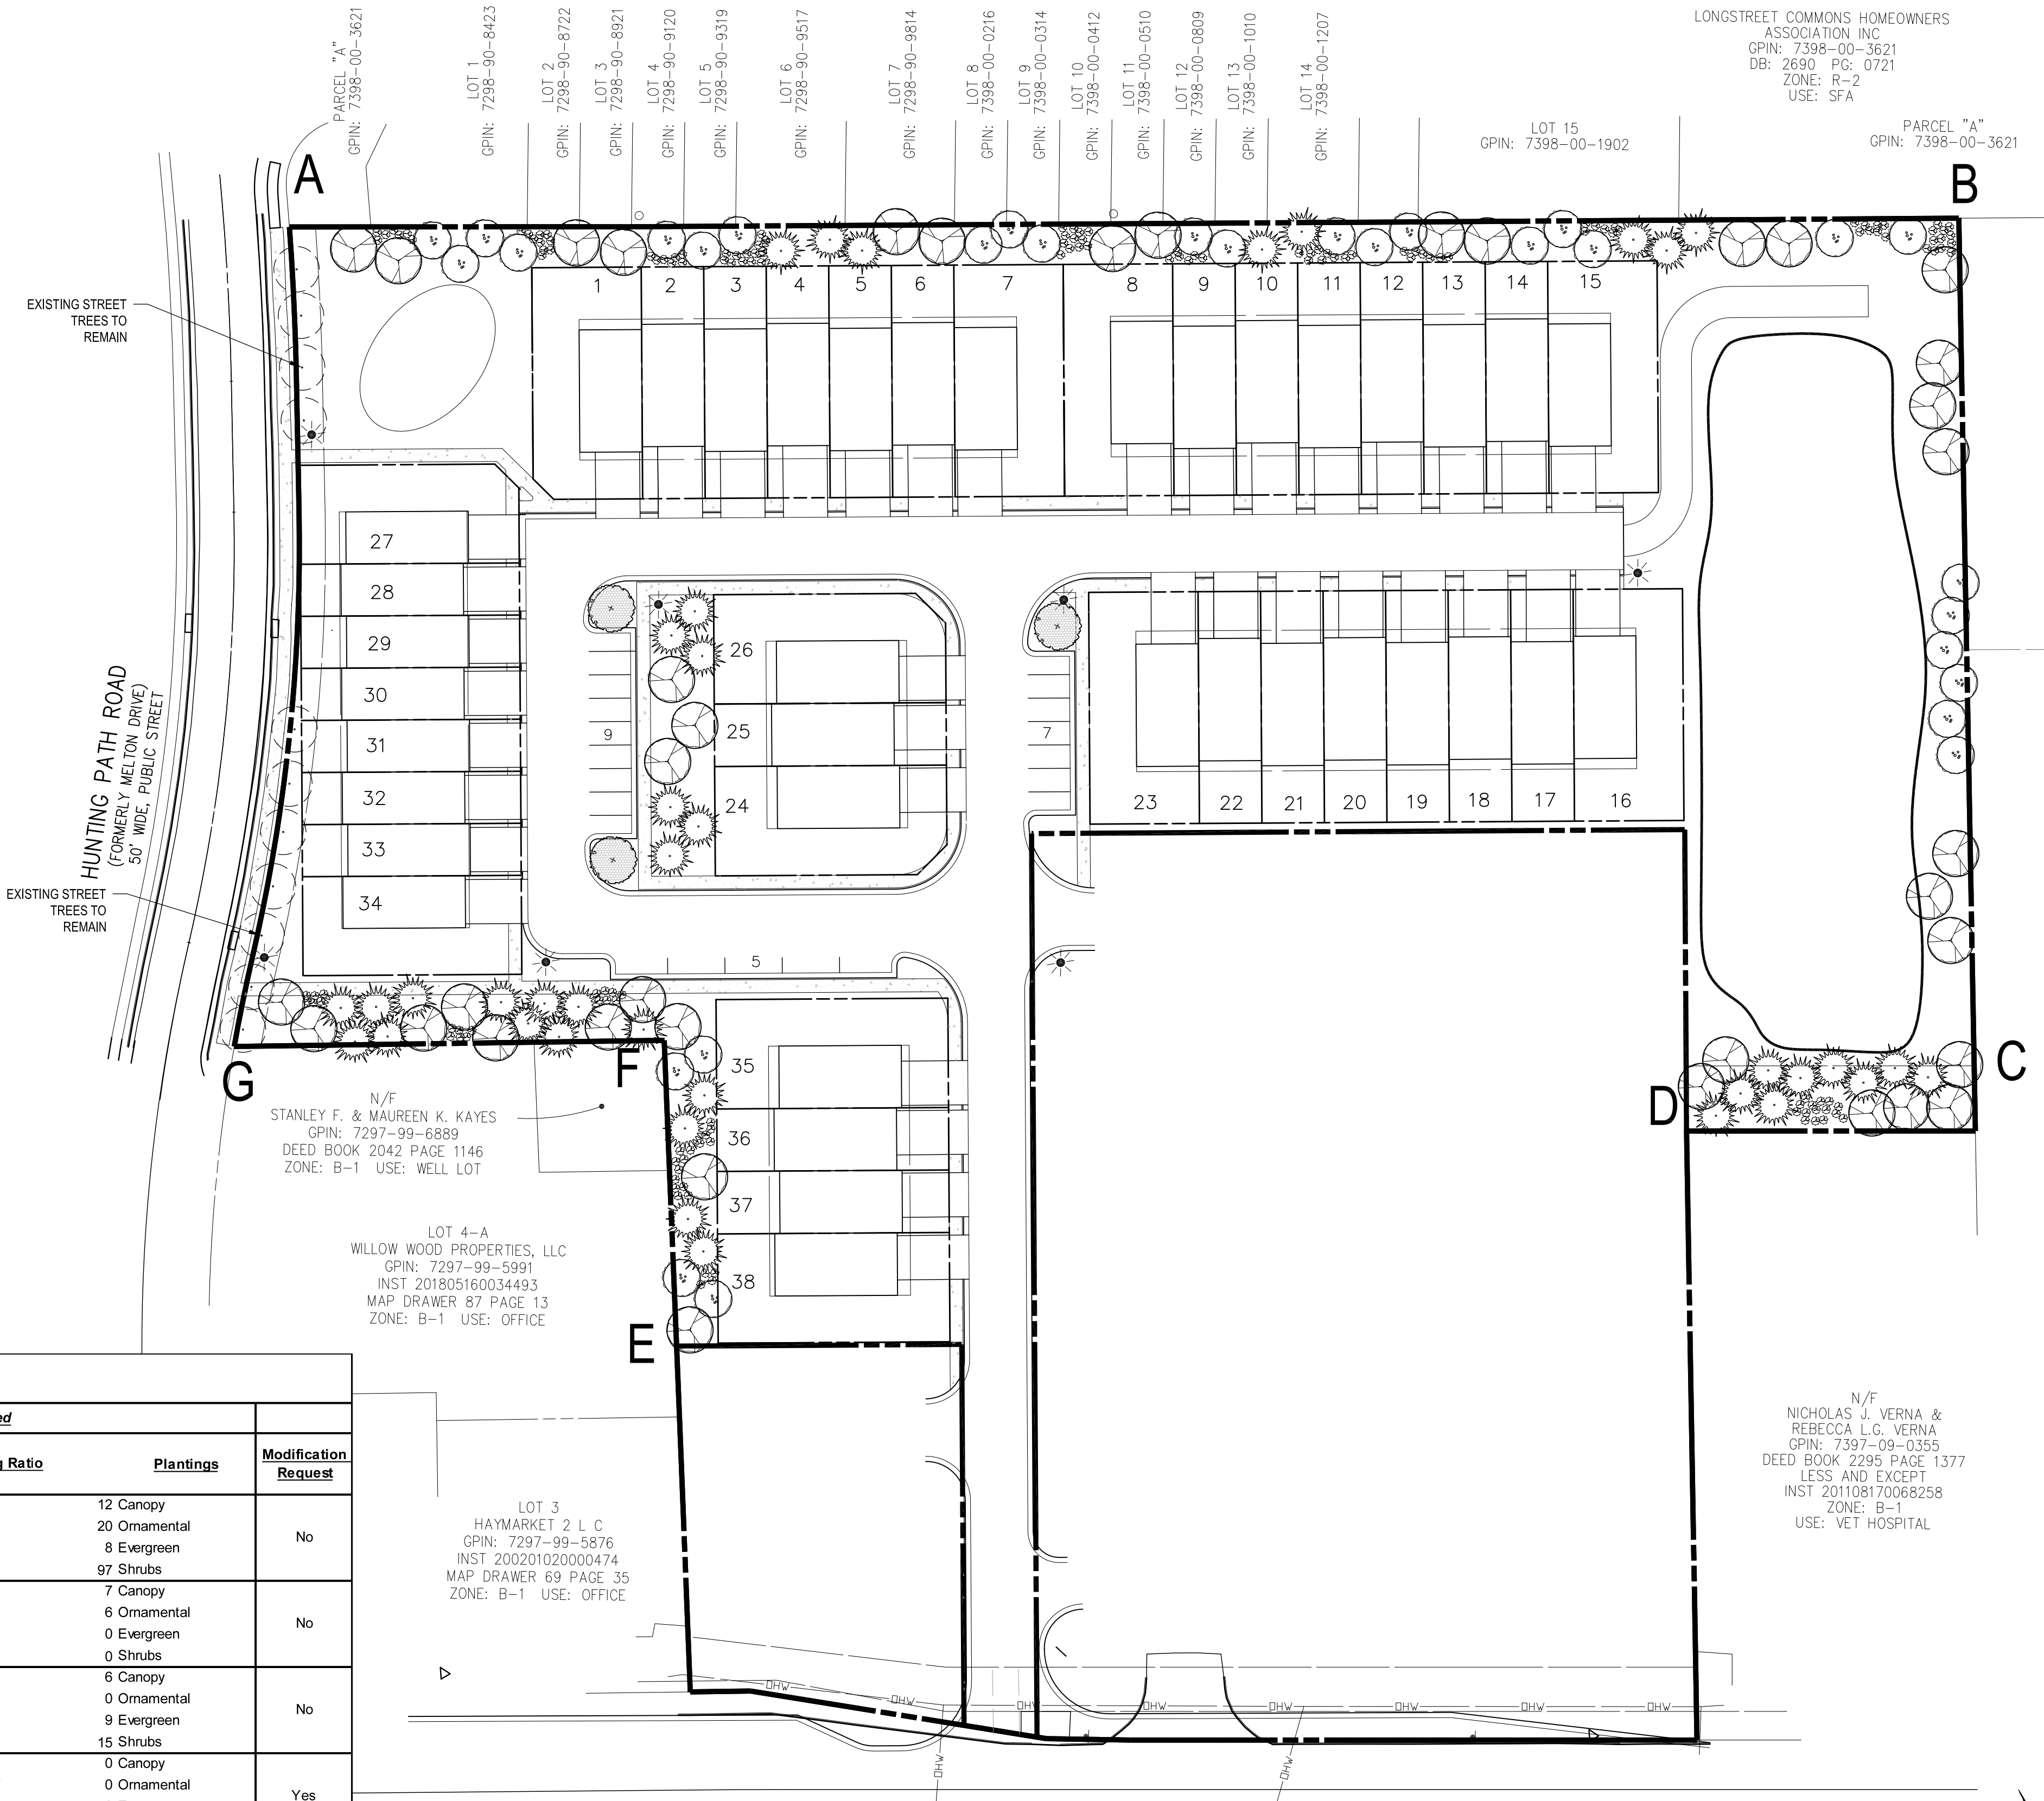 PARCEL "A"
GPIN: 7398-00-3621
LOT 1
GPIN: 7298-90-8423
LOT 2
GPIN: 7298-90-8722
LOT 3
GPIN: 7298-90-8921
LOT 4
GPIN: 7298-90-9120
LOT 5
GPIN: 7298-90-9319
LOT 6
GPIN: 7298-90-9517
LOT 7
GPIN: 7298-90-9814
LOT 8
GPIN: 7398-00-0216
LOT 9
GPIN: 7398-00-0314
LOT 10
GPIN: 7398-00-0412
LOT 11
GPIN: 7398-00-0510
LOT 12
GPIN: 7398-00-0809
LOT 13
GPIN: 7398-00-1010
LOT 14
GPIN: 7398-00-1207
LONGSTREET COMMONS HOMEOWNERS
ASSOCIATION INC
GPIN: 7398-00-3621
DB: 2690 PG: 0721
ZONE: R-2
USE: SFA
LOT 15
GPIN: 7398-00-1902
PARCEL "A"
GPIN: 7398-00-3621
A
B
1
2
3
4
5
6
7
8
9
10
11
12
13
14
15
EXISTING STREET
TREES TO
REMAIN
27
28
29
30
31
32
33
34
9
26
25
24
7
23
22
21
20
19
18
17
16
HUNTING PATH ROAD
(FORMERLY MELTON DRIVE)
50' WIDE, PUBLIC STREET
EXISTING STREET
TREES TO
REMAIN
5
G
F
C
D
35
36
37
38
E
N/F
STANLEY F. & MAUREEN K. KAYES
GPIN: 7297-99-6889
DEED BOOK 2042 PAGE 1146
ZONE: B-1 USE: WELL LOT
LOT 4-A
WILLOW WOOD PROPERTIES, LLC
GPIN: 7297-99-5991
INST 201805160034493
MAP DRAWER 87 PAGE 13
ZONE: B-1 USE: OFFICE
LOT 3
HAYMARKET 2 L C
GPIN: 7297-99-5876
INST 200201020000474
MAP DRAWER 69 PAGE 35
ZONE: B-1 USE: OFFICE
N/F
NICHOLAS J. VERNA &
REBECCA L.G. VERNA
GPIN: 7397-09-0355
DEED BOOK 2295 PAGE 1377
LESS AND EXCEPT
INST 201108170068258
ZONE: B-1
USE: VET HOSPITAL
OHW
OHW
OHW
OHW
OHW
OHW
OHW
OHW
OHW
OHW
Ratio Plantings Modification
Request
12 Canopy
20 Ornamental
8 Evergreen
97 Shrubs
No
7 Canopy
6 Ornamental
0 Evergreen
0 Shrubs
No
6 Canopy
0 Ornamental
9 Evergreen
15 Shrubs
No
0 Canopy
0 Ornamental
Yes